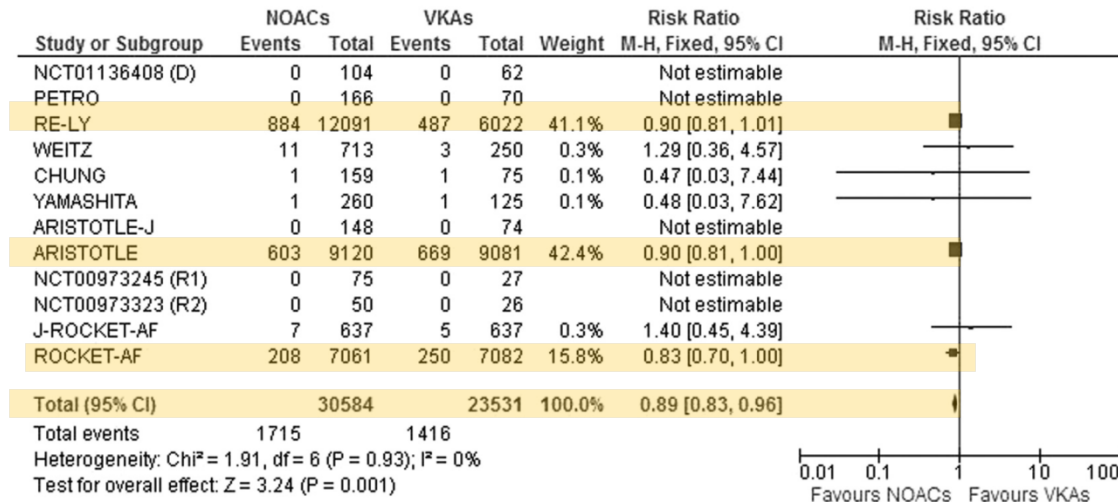 NOACs VKAs Risk Ratio Risk Ratio
Study or Subgroup Events Total Events Total Weight M-H, Fixed, 95% CI M-H, Fixed, 95% CI
NCT01136408 (D) 0 104 0 62 Not estimable
PETRO 0 166 0 70 Not estimable
RE-LY 884 12091 487 6022 41.1% 0.90 [0.81, 1.01]
WEITZ 11 713 3 250 0.3% 1.29 [0.36, 4.57]
CHUNG 1 159 1 75 0.1% 0.47 [0.03, 7.44]
YAMASHITA 1 260 1 125 0.1% 0.48 [0.03, 7.62]
ARISTOTLE-J 0 148 0 74 Not estimable
ARISTOTLE 603 9120 669 9081 42.4% 0.90 [0.81, 1.00]
NCT00973245 (R1) 0 75 0 27 Not estimable
NCT00973323 (R2) 0 50 0 26 Not estimable
J-ROCKET-AF 7 637 5 637 0.3% 1.40 [0.45, 4.39]
ROCKET-AF 208 7061 250 7082 15.8% 0.83 [0.70, 1.00]
Total (95% CI) 30584 23531 100.0% 0.89 [0.83, 0.96]
Total events 1715 1416
Heterogeneity: Chi² = 1.91, df = 6 (P = 0.93); I² = 0%
Test for overall effect: Z = 3.24 (P = 0.001)
0.01 0.1 1 10 100
Favours NOACs Favours VKAs